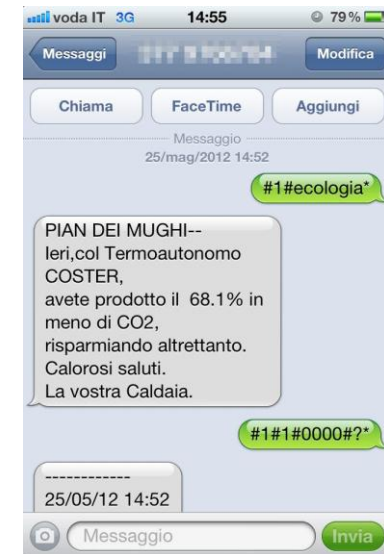 voda IT 3G 14:55 79%
Messaggi Modifica
Chiama FaceTime Aggiungi
Messaggio
25/mag/2012 14:52
#1#ecologia*
PIAN DEI MUGHI--
Ieri,col Termoautonomo
COSTER,
avete prodotto il 68.1% in
meno di CO2,
risparmiando altrettanto.
Calorosi saluti.
La vostra Caldaia.
#1#1#0000#?*
------------
25/05/12 14:52
Messaggio Invia